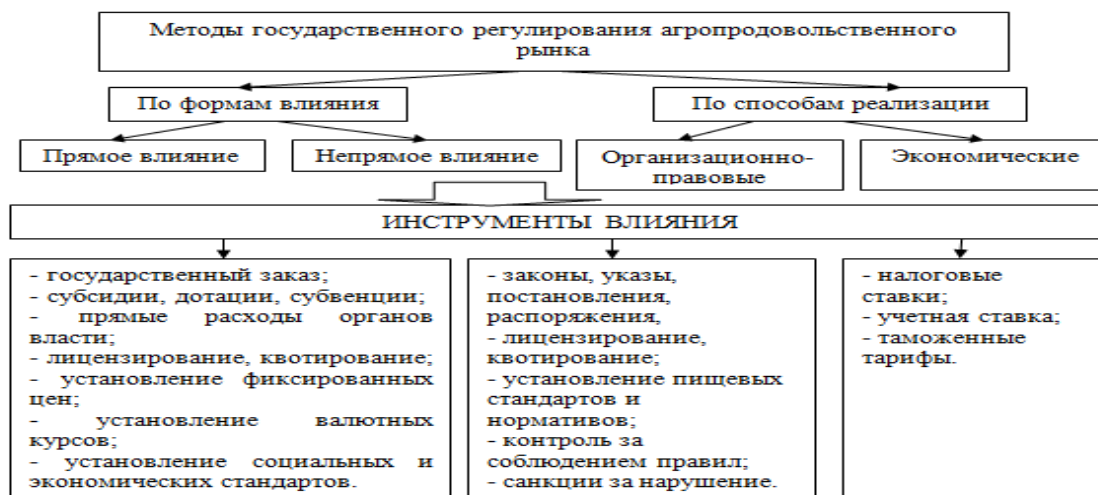 Методы государственного регулирования агропродовольственного
рынка
По формам влияния
По способам реализации
Прямое влияние
Непрямое влияние
Организационно-
правовые
Экономические
ИНСТРУМЕНТЫ ВЛИЯНИЯ
- государственный заказ;
- субсидии, дотации, субвенции;
- прямые расходы органов
власти;
- лицензирование, квотирование;
- установление фиксированных
цен;
- установление валютных
курсов;
- установление социальных и
экономических стандартов.
- законы, указы,
постановления,
распоряжения,
- лицензирование,
квотирование;
- установление пищевых
стандартов и
нормативов;
- контроль за
соблюдением правил;
- санкции за нарушение.
- налоговые
ставки;
- учетная ставка;
- таможенные
тарифы.